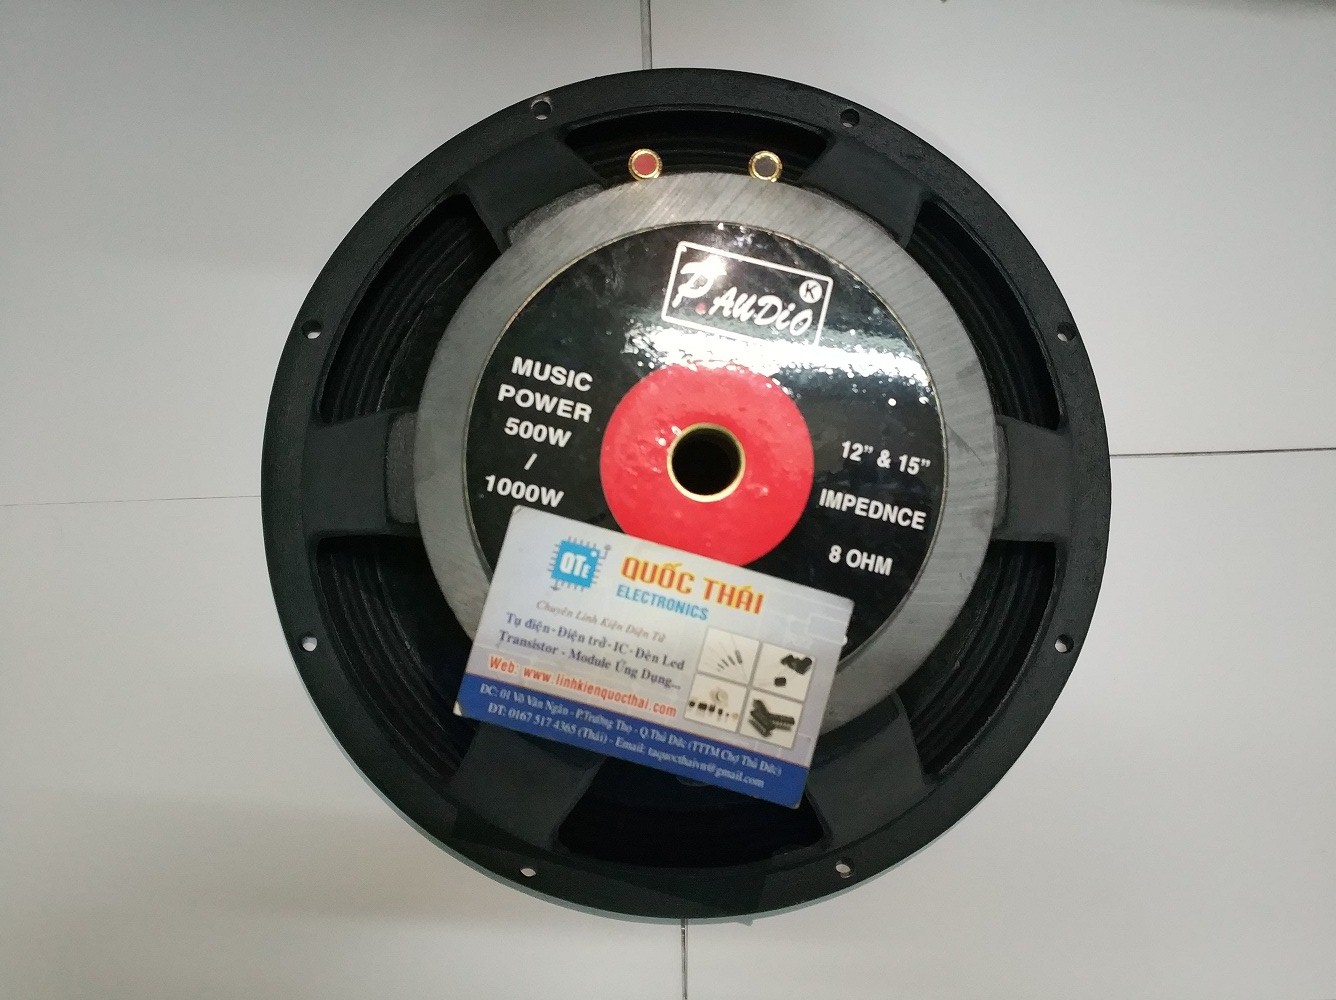 P.AUDiO
K
MUSIC
POWER
500W
/
1000W
12” & 15”
IMPEDNCE
8 OHM
QTE
QUỐC THÁI
ELECTRONICS
Chuyên Linh Kiện Điện Tử
Tụ điện - Điện trở - IC - Đèn Led
Transistor - Module Ứng Dụng...
Web: www.linhkienquocthai.com
ĐC: 01 Võ Văn Ngân - P.Trường Thọ - Q.Thủ Đức (TTTM Chợ Thủ Đức)
ĐT: 0167 517 4365 (Thái) - Email: taquocthaivn@gmail.com